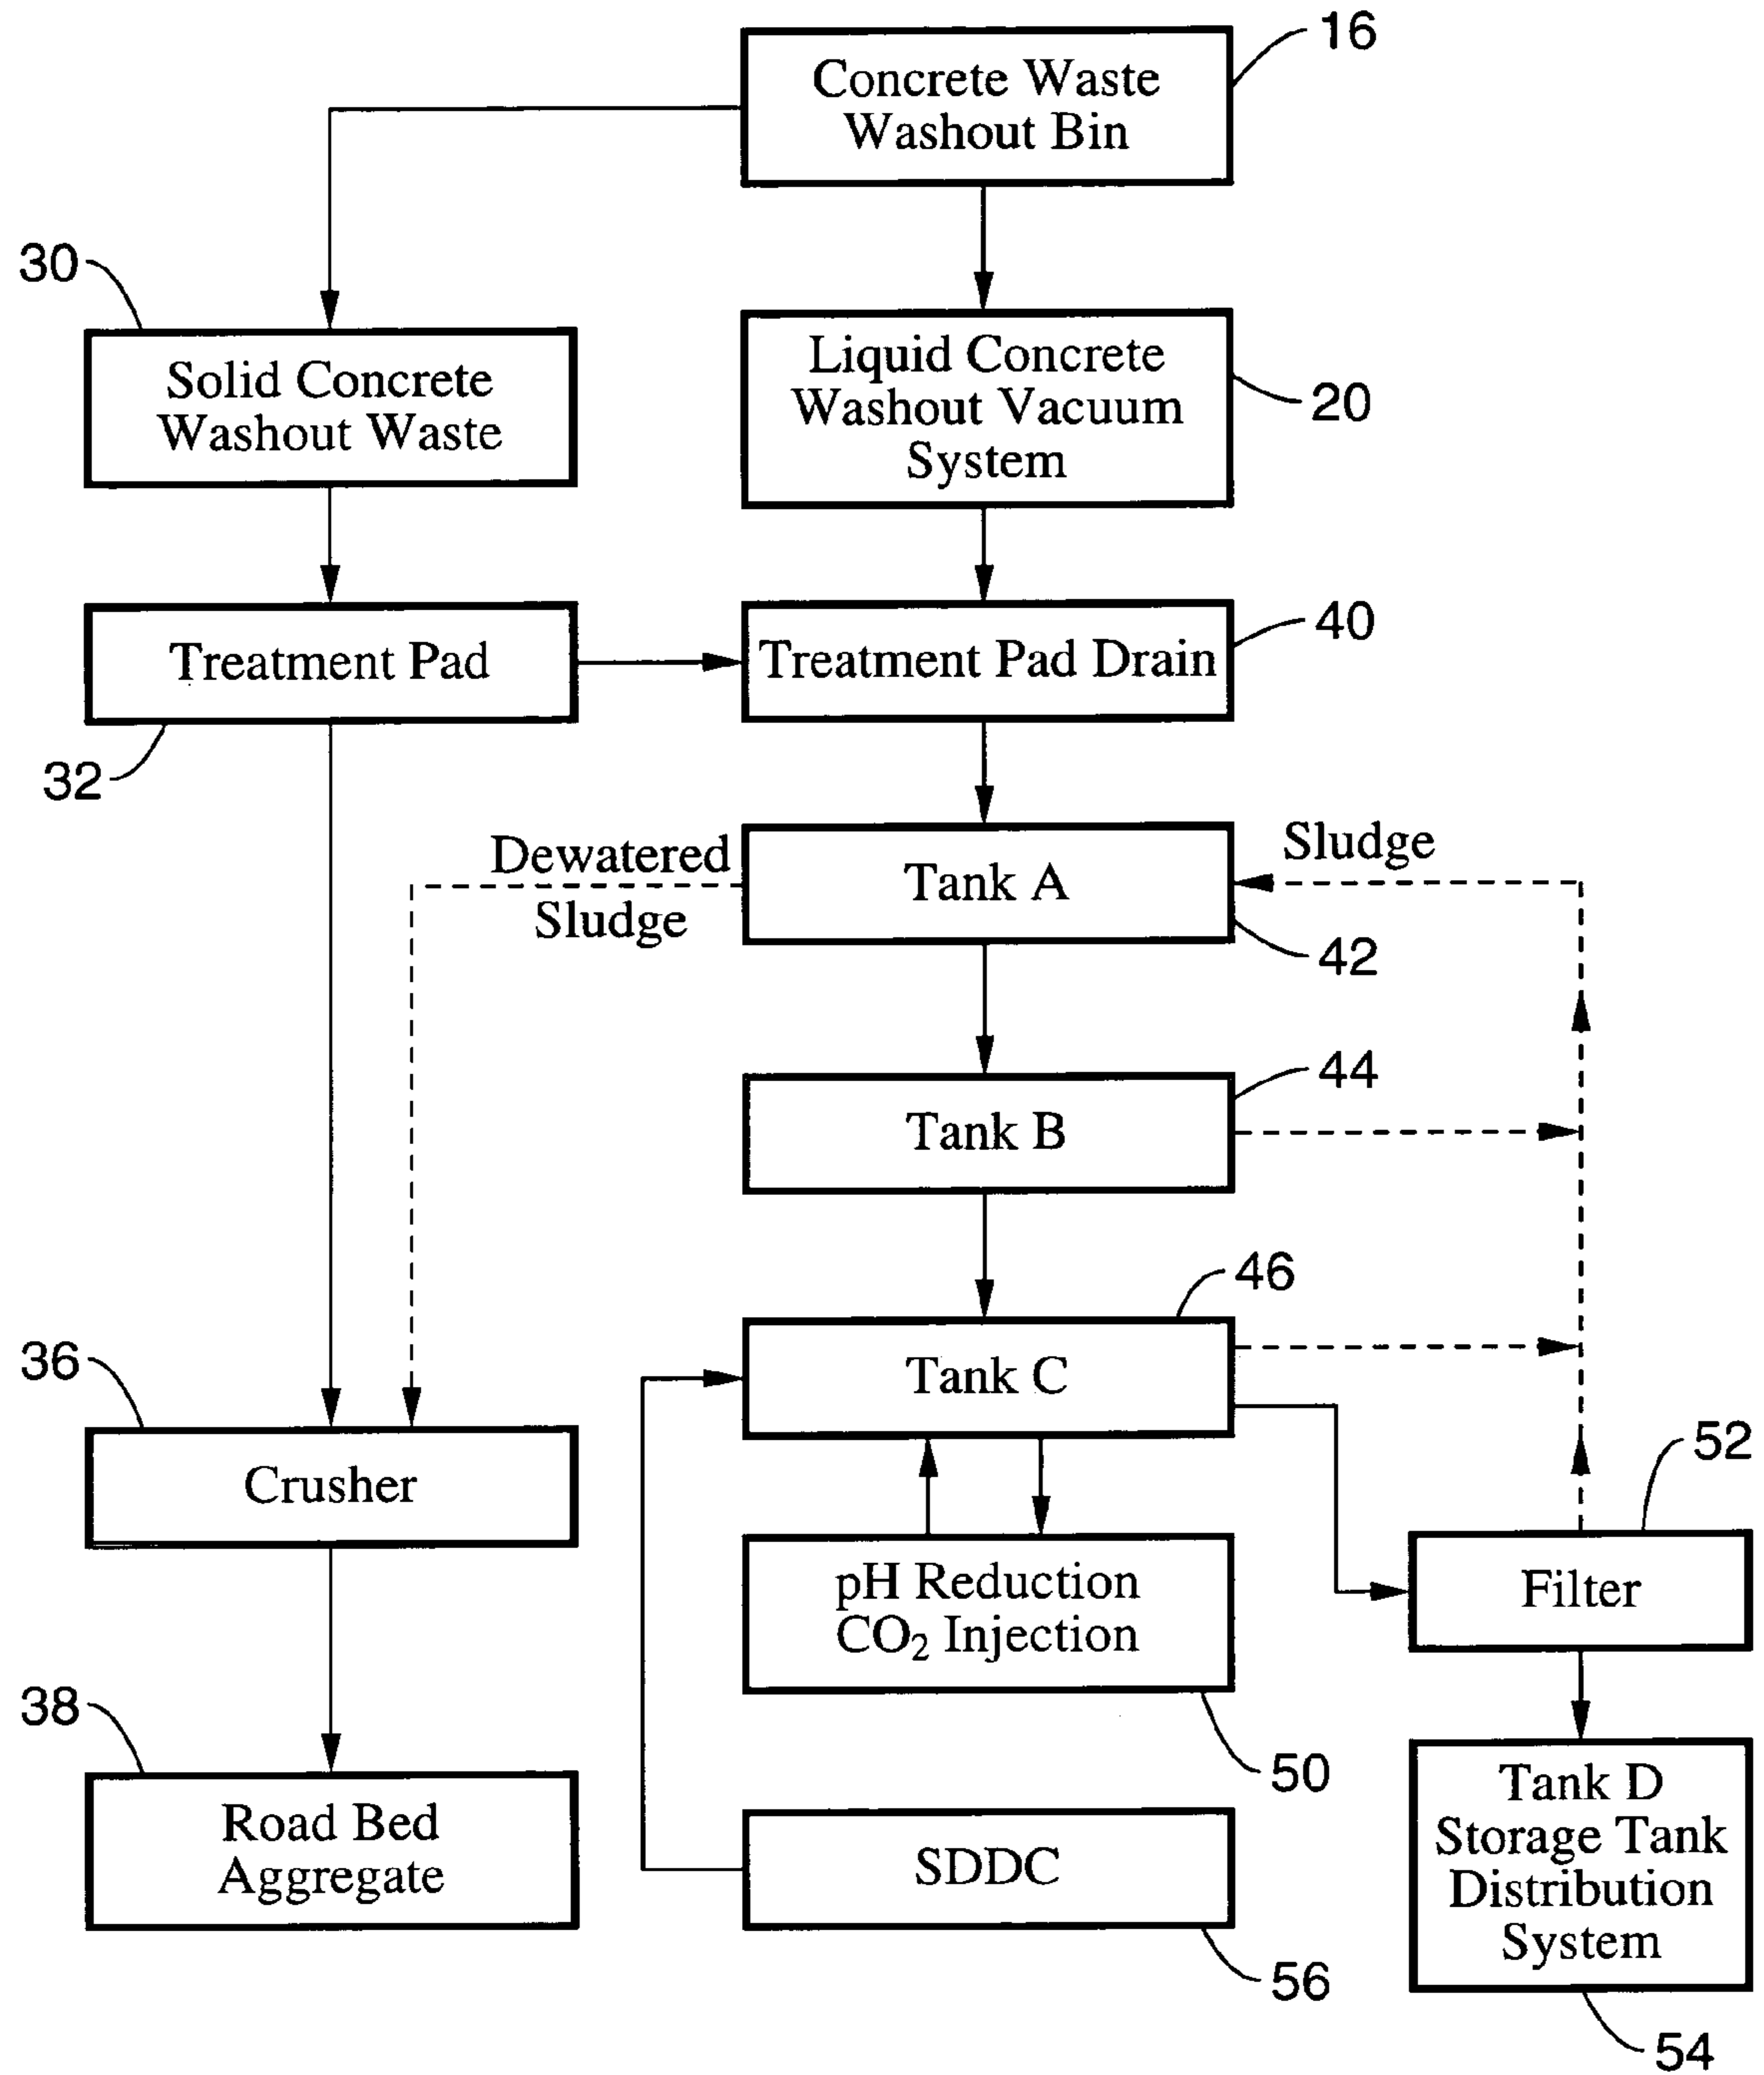 16
Concrete Waste
Washout Bin
30
Solid Concrete
Washout Waste
Liquid Concrete
Washout Vacuum
System
20
Treatment Pad
32
Treatment Pad Drain
40
Dewatered
Sludge
Tank A
Sludge
42
Tank B
44
46
Tank C
36
Crusher
pH Reduction
CO₂ Injection
50
52
Filter
38
Road Bed
Aggregate
SDDC
56
Tank D
Storage Tank
Distribution
System
54